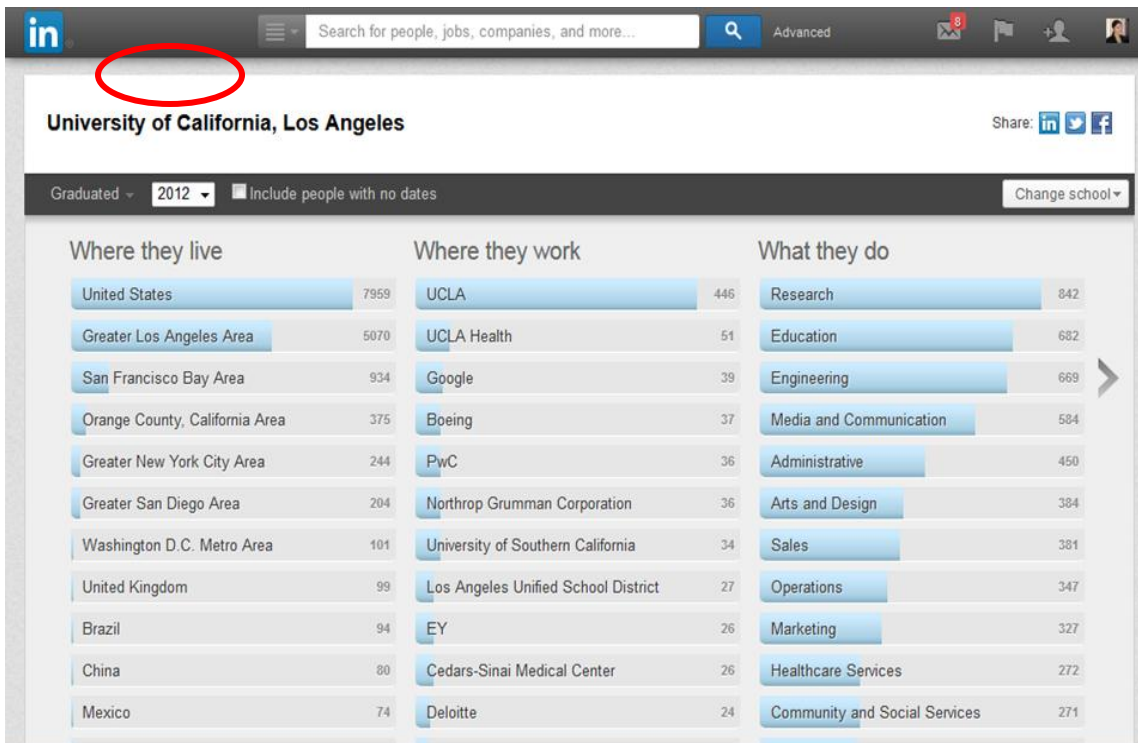 in
Search for people, jobs, companies, and more...
Advanced
8
University of California, Los Angeles
Share: in f
Graduated
2012
Include people with no dates
Change school
Where they live
United States 7959
Greater Los Angeles Area 5070
San Francisco Bay Area 934
Orange County, California Area 375
Greater New York City Area 244
Greater San Diego Area 204
Washington D.C. Metro Area 101
United Kingdom 99
Brazil 94
China 80
Mexico 74
Where they work
UCLA 446
UCLA Health 51
Google 39
Boeing 37
PwC 36
Northrop Grumman Corporation 36
University of Southern California 34
Los Angeles Unified School District 27
EY 26
Cedars-Sinai Medical Center 26
Deloitte 24
What they do
Research 842
Education 682
Engineering 669
Media and Communication 584
Administrative 450
Arts and Design 384
Sales 381
Operations 347
Marketing 327
Healthcare Services 272
Community and Social Services 271